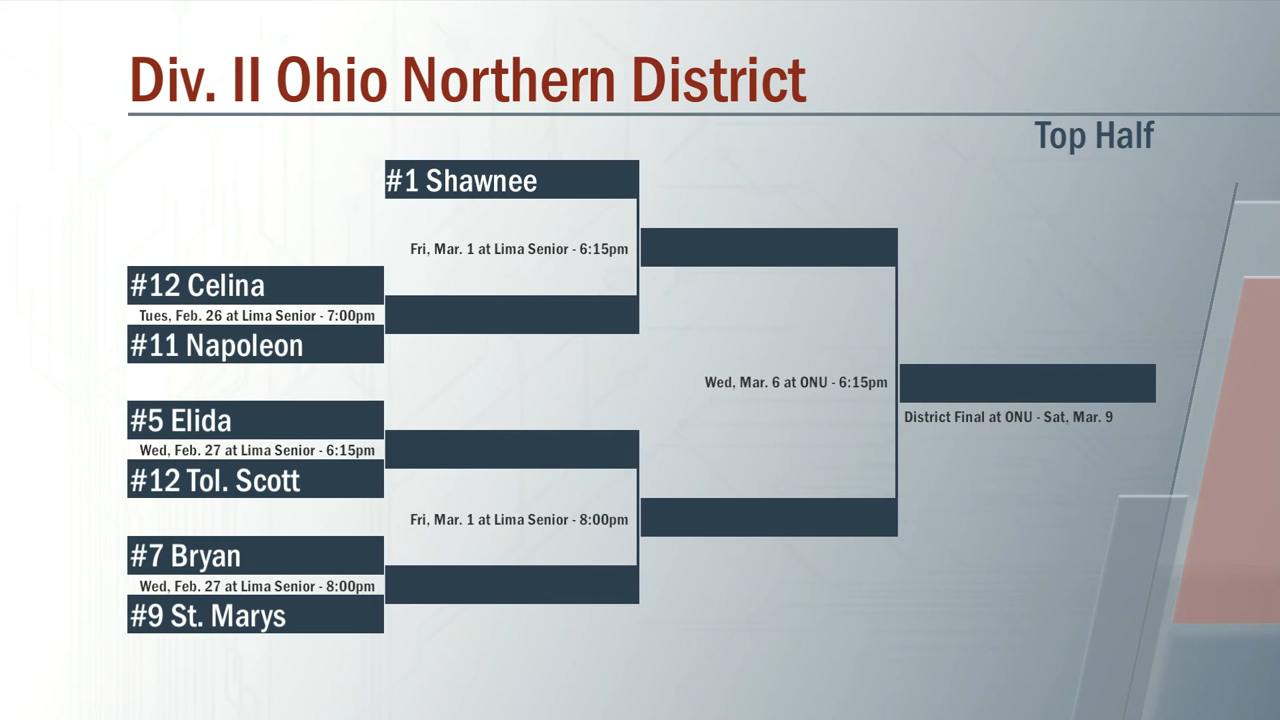 Div. II Ohio Northern District
Top Half
#1 Shawnee
Fri, Mar. 1 at Lima Senior - 6:15pm
#12 Celina
Tues, Feb. 26 at Lima Senior - 7:00pm
#11 Napoleon
Wed, Mar. 6 at ONU - 6:15pm
District Final at ONU - Sat, Mar. 9
#5 Elida
Wed, Feb. 27 at Lima Senior - 6:15pm
#12 Tol. Scott
Fri, Mar. 1 at Lima Senior - 8:00pm
#7 Bryan
Wed, Feb. 27 at Lima Senior - 8:00pm
#9 St. Marys